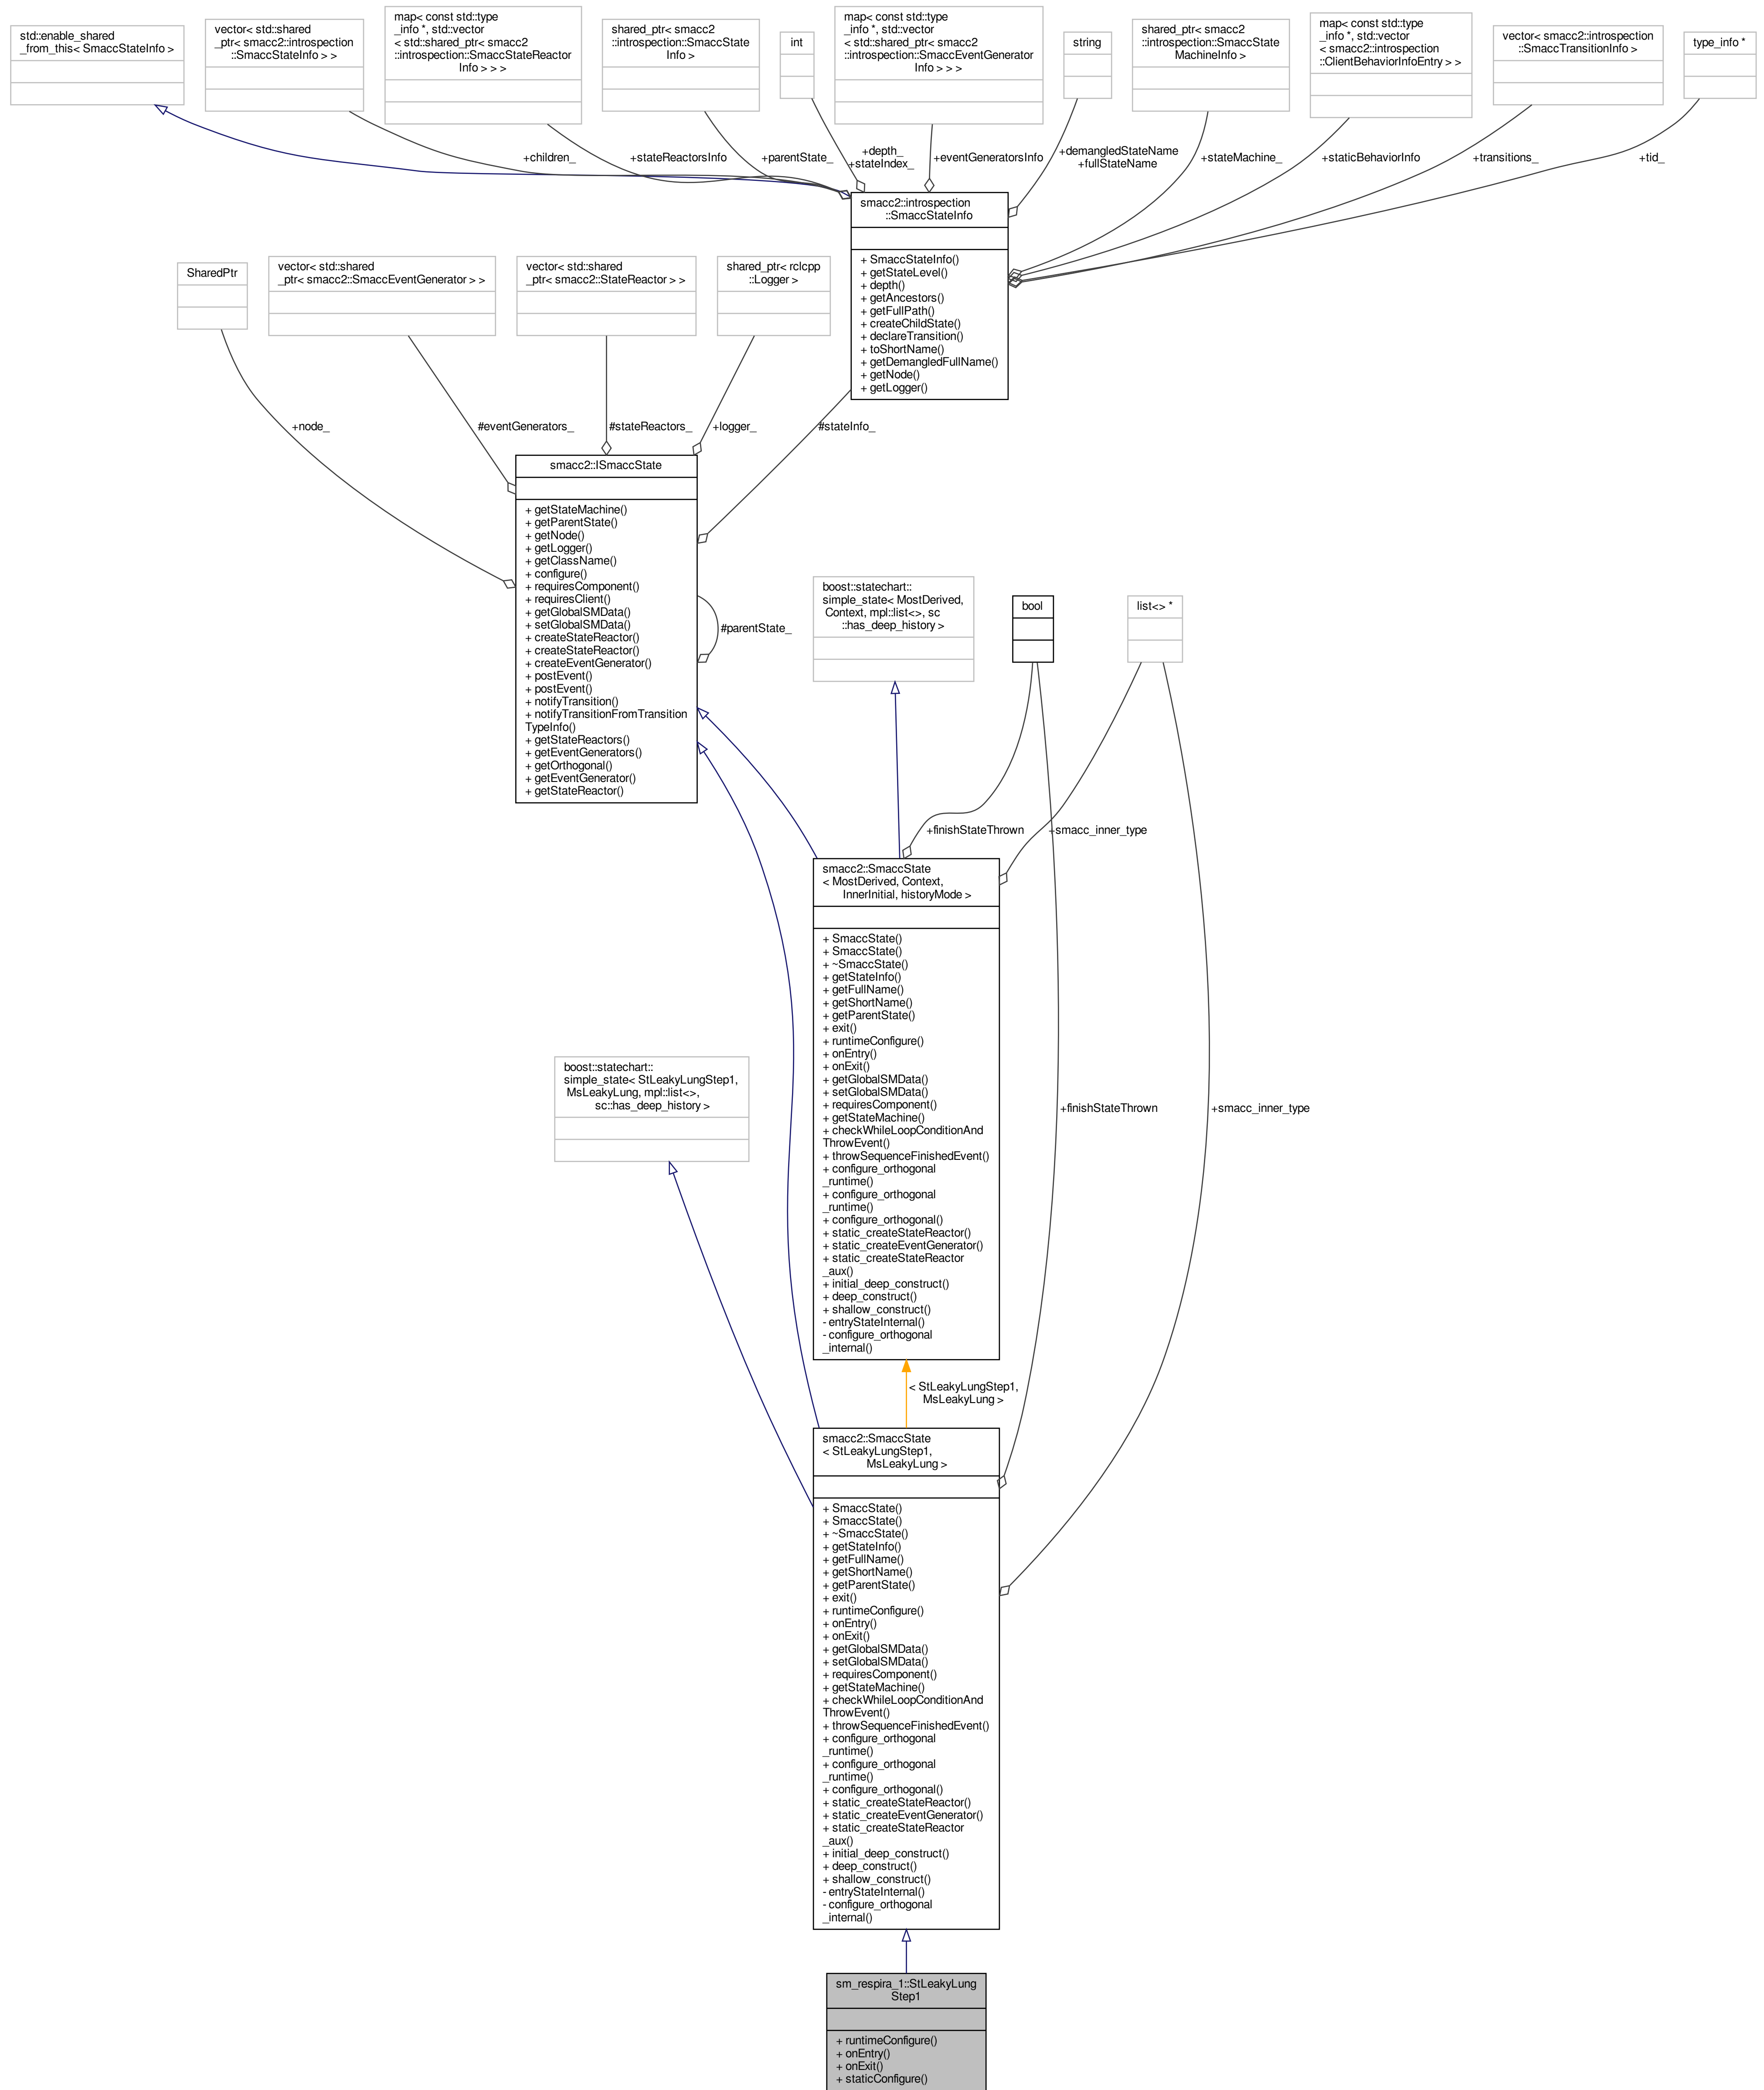 std::enable_shared
_from_this< SmaccStateInfo >
vector< std::shared
_ptr< smacc2::introspection
::SmaccStateInfo > >
map< const std::type
_info *, std::vector
< std::shared_ptr< smacc2
::introspection::SmaccStateReactor
Info > > >
shared_ptr< smacc2
::introspection::SmaccState
Info >
int
map< const std::type
_info *, std::vector
< std::shared_ptr< smacc2
::introspection::SmaccEventGenerator
Info > > >
string
shared_ptr< smacc2
::introspection::SmaccState
MachineInfo >
map< const std::type
_info *, std::vector
< smacc2::introspection
::ClientBehaviorInfoEntry > >
vector< smacc2::introspection
::SmaccTransitionInfo >
type_info *
+children_
+stateReactorsInfo
+parentState_
+depth_
+stateIndex_
+eventGeneratorsInfo
+demangledStateName
+fullStateName
+stateMachine_
+staticBehaviorInfo
+transitions_
+tid_
smacc2::introspection
::SmaccStateInfo
+ SmaccStateInfo()
+ getStateLevel()
+ depth()
+ getAncestors()
+ getFullPath()
+ createChildState()
+ declareTransition()
+ toShortName()
+ getDemangledFullName()
+ getNode()
+ getLogger()
SharedPtr
vector< std::shared
_ptr< smacc2::SmaccEventGenerator > >
vector< std::shared
_ptr< smacc2::StateReactor > >
shared_ptr< rclcpp
::Logger >
+node_
#eventGenerators_
#stateReactors_
+logger_
#stateInfo_
smacc2::ISmaccState
+ getStateMachine()
+ getParentState()
+ getNode()
+ getLogger()
+ getClassName()
+ configure()
+ requiresComponent()
+ requiresClient()
+ getGlobalSMData()
+ setGlobalSMData()
+ createStateReactor()
+ createStateReactor()
+ createEventGenerator()
+ postEvent()
+ postEvent()
+ notifyTransition()
+ notifyTransitionFromTransition
TypeInfo()
+ getStateReactors()
+ getEventGenerators()
+ getOrthogonal()
+ getEventGenerator()
+ getStateReactor()
#parentState_
boost::statechart::
simple_state< MostDerived,
Context, mpl::list<>, sc
::has_deep_history >
bool
list<> *
+finishStateThrown
+smacc_inner_type
smacc2::SmaccState
< MostDerived, Context,
InnerInitial, historyMode >
+ SmaccState()
+ SmaccState()
+ ~SmaccState()
+ getStateInfo()
+ getFullName()
+ getShortName()
+ getParentState()
+ exit()
+ runtimeConfigure()
+ onEntry()
+ onExit()
+ getGlobalSMData()
+ setGlobalSMData()
+ requiresComponent()
+ getStateMachine()
+ checkWhileLoopConditionAnd
ThrowEvent()
+ throwSequenceFinishedEvent()
+ configure_orthogonal
_runtime()
+ configure_orthogonal
_runtime()
+ configure_orthogonal()
+ static_createStateReactor()
+ static_createEventGenerator()
+ static_createStateReactor
_aux()
+ initial_deep_construct()
+ deep_construct()
+ shallow_construct()
- entryStateInternal()
- configure_orthogonal
_internal()
boost::statechart::
simple_state< StLeakyLungStep1,
MsLeakyLung, mpl::list<>,
sc::has_deep_history >
+finishStateThrown
+smacc_inner_type
< StLeakyLungStep1,
MsLeakyLung >
smacc2::SmaccState
< StLeakyLungStep1,
MsLeakyLung >
+ SmaccState()
+ SmaccState()
+ ~SmaccState()
+ getStateInfo()
+ getFullName()
+ getShortName()
+ getParentState()
+ exit()
+ runtimeConfigure()
+ onEntry()
+ onExit()
+ getGlobalSMData()
+ setGlobalSMData()
+ requiresComponent()
+ getStateMachine()
+ checkWhileLoopConditionAnd
ThrowEvent()
+ throwSequenceFinishedEvent()
+ configure_orthogonal
_runtime()
+ configure_orthogonal
_runtime()
+ configure_orthogonal()
+ static_createStateReactor()
+ static_createEventGenerator()
+ static_createStateReactor
_aux()
+ initial_deep_construct()
+ deep_construct()
+ shallow_construct()
- entryStateInternal()
- configure_orthogonal
_internal()
sm_respira_1::StLeakyLung
Step1
+ runtimeConfigure()
+ onEntry()
+ onExit()
+ staticConfigure()